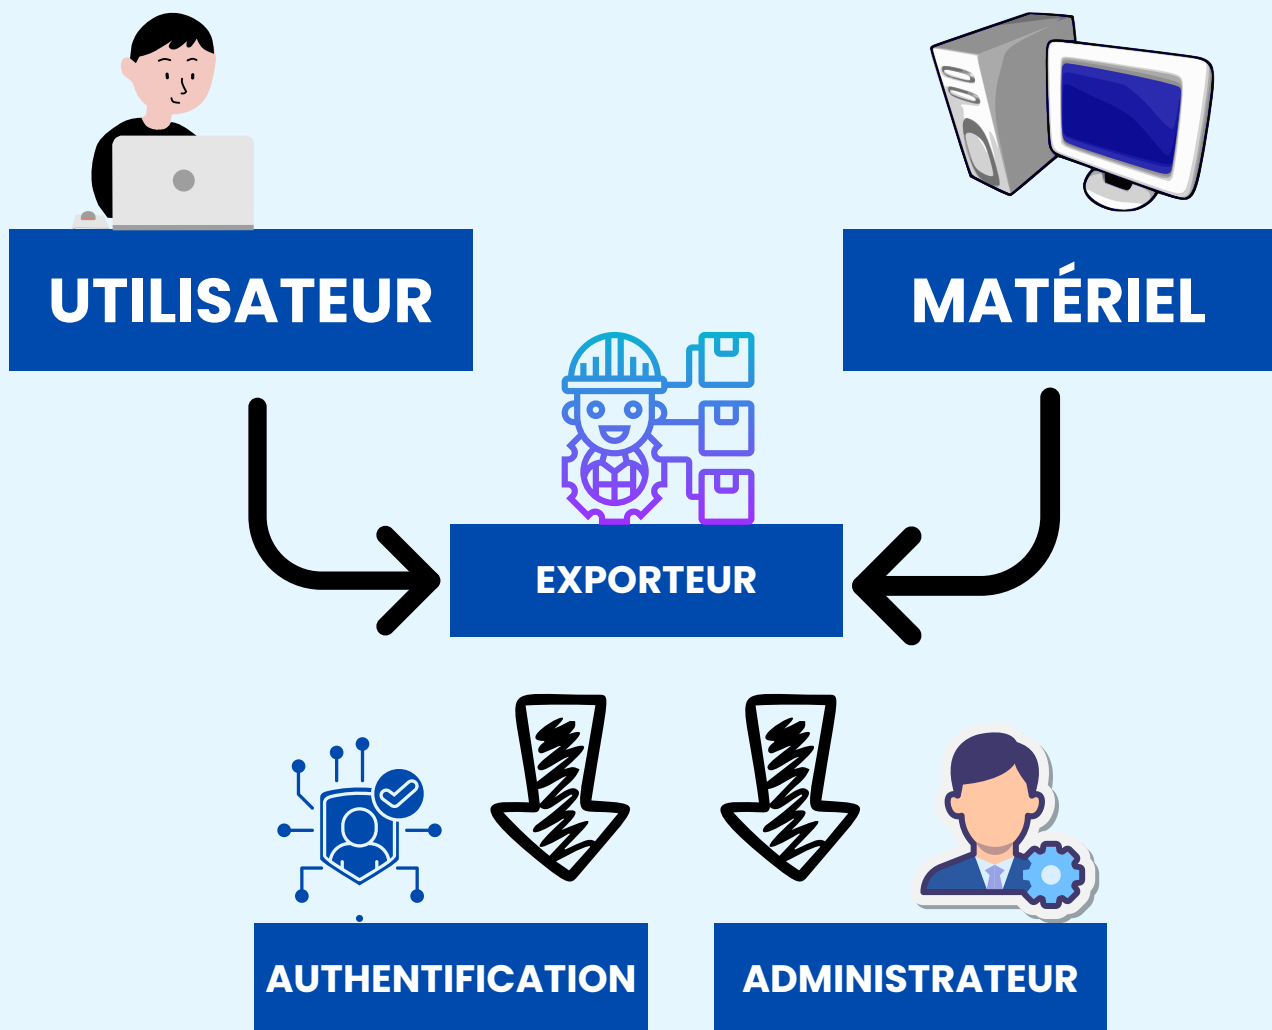 UTILISATEUR
MATÉRIEL
EXPORTEUR
AUTHENTIFICATION
ADMINISTRATEUR